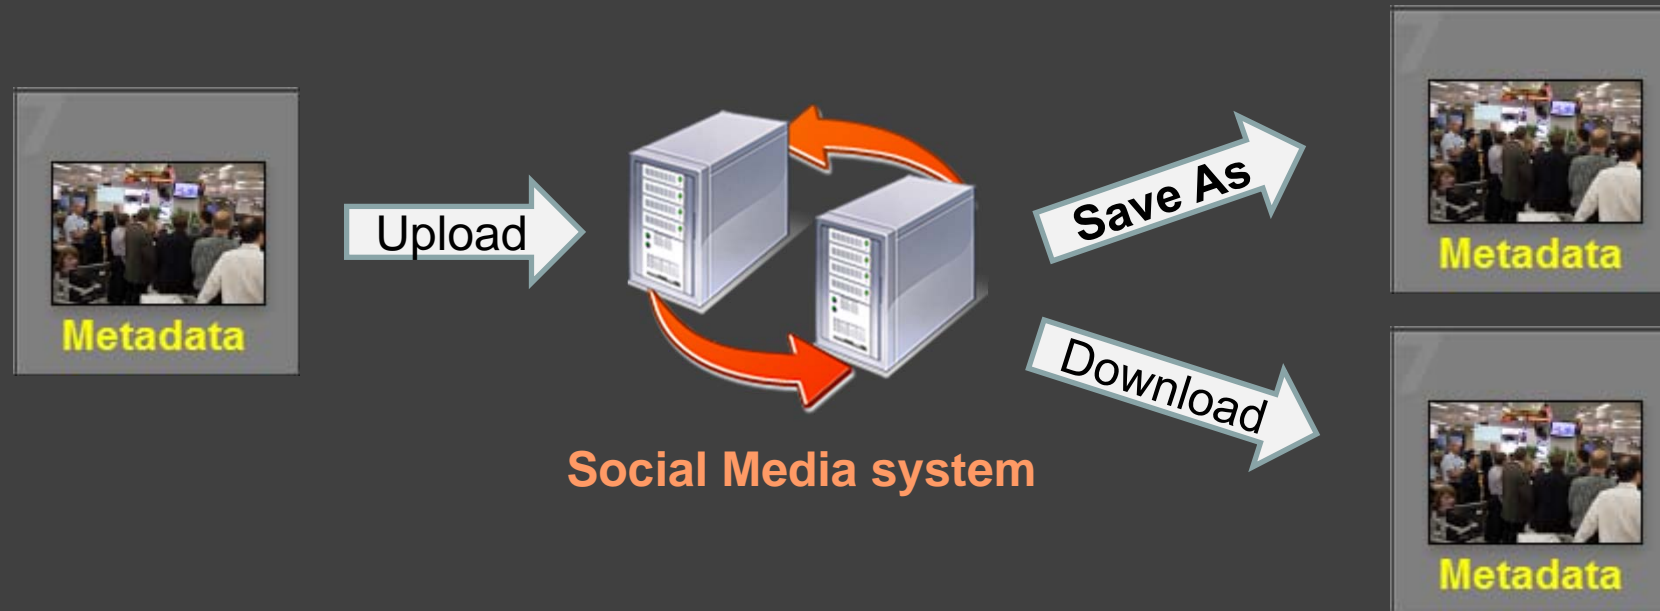 Metadata
Upload
Social Media system
Save As
Metadata
Download
Metadata